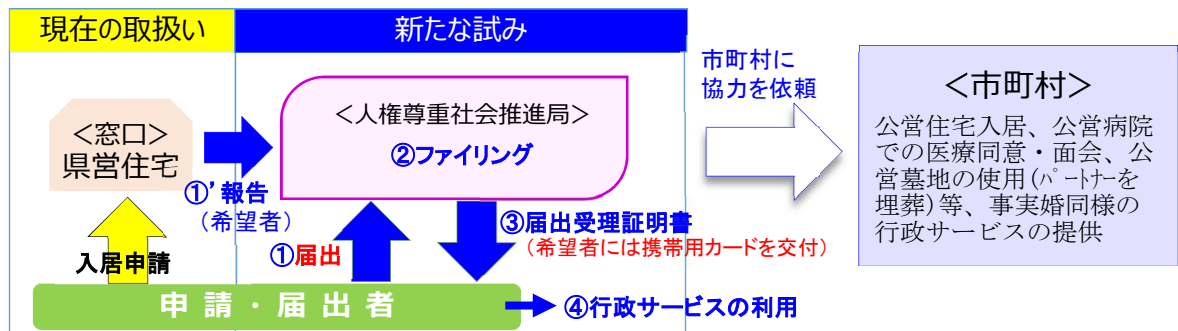 現在の取扱い
新たな試み
＜窓口＞
県営住宅
①’報告
（希望者）
入居申請
＜人権尊重社会推進局＞
②ファイリング
①届出
③届出受理証明書
（希望者には携帯用カードを交付）
申請・届出者
④行政サービスの利用
市町村に
協力を依頼
＜市町村＞
公営住宅入居、公営病院
での医療同意・面会、公
営墓地の使用(ﾊﾟｰﾄﾅｰを
埋葬)等、事実婚同様の
行政サービスの提供